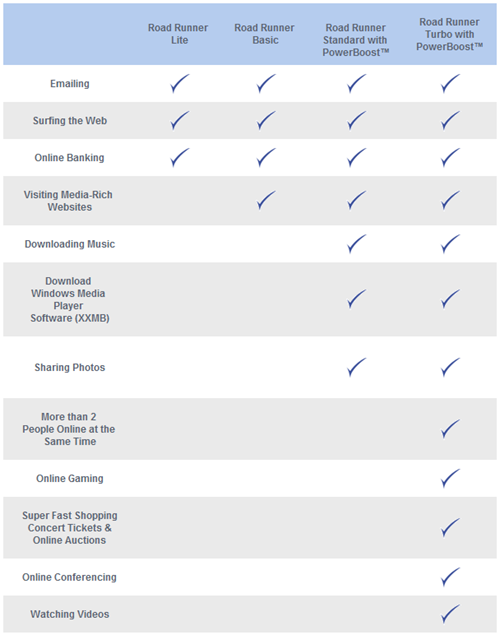 Road Runner
Lite
Road Runner
Basic
Road Runner
Standard with
PowerBoost™
Road Runner
Turbo with
PowerBoost™
Emailing
Surfing the Web
Online Banking
Visiting Media-Rich
Websites
Downloading Music
Download
Windows Media
Player
Software (XXMB)
Sharing Photos
More than 2
People Online at the
Same Time
Online Gaming
Super Fast Shopping
Concert Tickets &
Online Auctions
Online Conferencing
Watching Videos